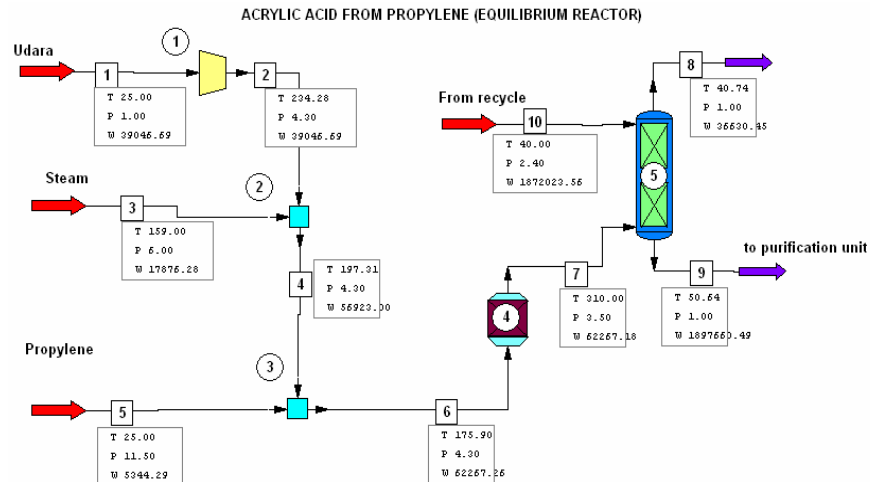 ACRYLIC ACID FROM PROPYLENE (EQUILIBRIUM REACTOR)
Udara
1
1
T 25.00
P 1.00
W 39046.69
2
T 234.28
P 4.30
W 39046.69
8
T 40.74
P 1.00
W 36630.45
From recycle
10
T 40.00
P 2.40
W 1872023.56
5
Steam
2
3
T 159.00
P 6.00
W 17876.28
4
T 197.31
P 4.30
W 56923.00
to purification unit
7
T 310.00
P 3.50
W 62267.18
9
T 50.64
P 1.00
W 1897660.49
4
Propylene
3
5
T 25.00
P 11.50
W 5344.29
6
T 175.90
P 4.30
W 62267.26